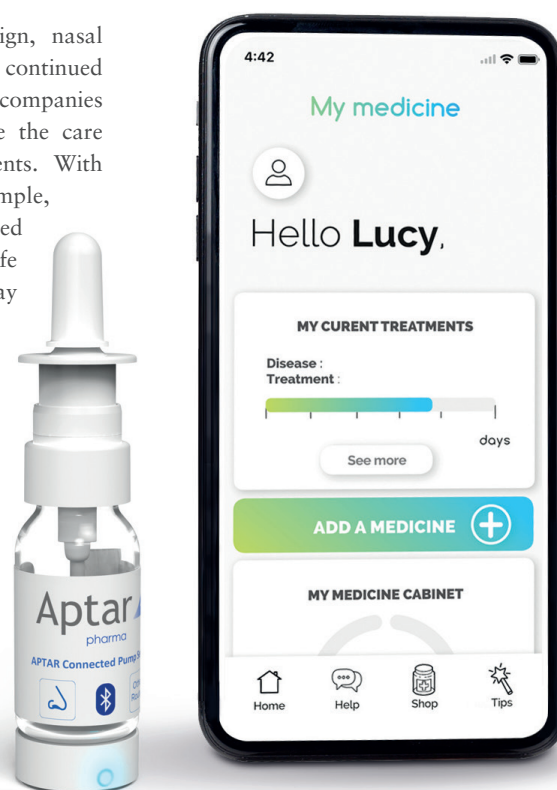 ign, nasal
continued
companies
e the care
ents. With
mple,
ed
fe
ay
Aptar
pharma
APTAR Connected Pump
4:42
My medicine
Hello Lucy,
MY CURENT TREATMENTS
Disease :
Treatment :
days
See more
ADD A MEDICINE
MY MEDICINE CABINET
Home
Help
Shop
Tips